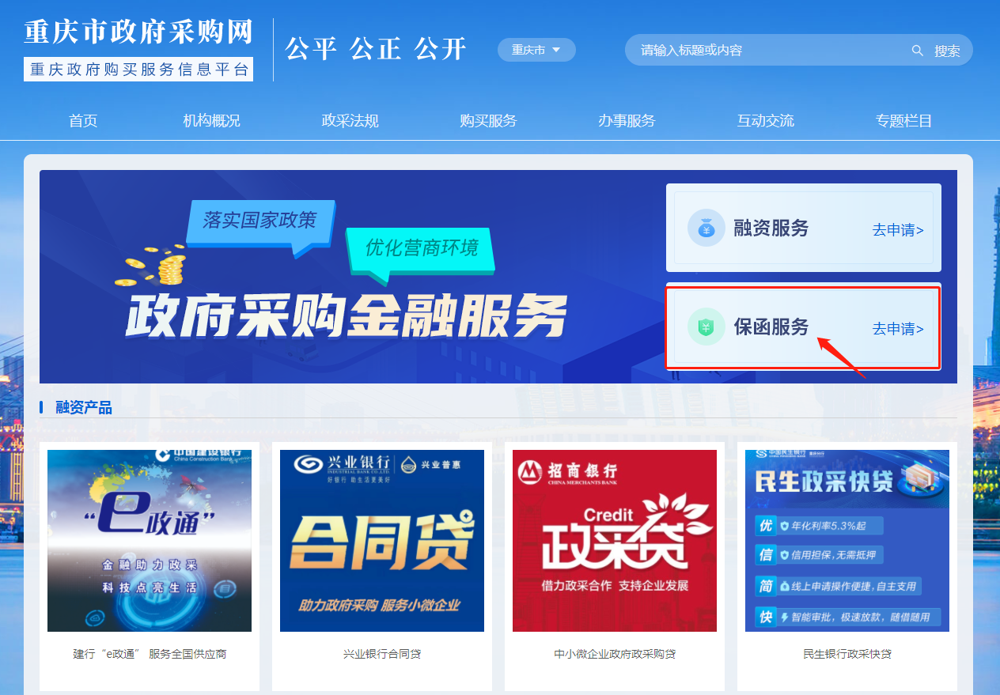 重庆市政府采购网
重庆政府购买服务信息平台
公平 公正 公开
重庆市
请输入标题或内容
搜索
首页 机构概况 政采法规 购买服务 办事服务 互动交流 专题栏目
落实国家政策
优化营商环境
政府采购金融服务
融资服务 去申请>
保函服务 去申请>
融资产品
中国建设银行
China Construction Bank
“e政通”
金融助力政采
科技点亮生活
建行“e政通” 服务全国供应商
兴业银行 兴业普惠
INDUSTRIAL BANK CO.,LTD.
好银行 助生活更美好
合同贷
助力政府采购 服务小微企业
兴业银行合同贷
招商银行
CHINA MERCHANTS BANK
Credit
政采贷
借力政采合作 支持企业发展
中小微企业政府政采购贷
中国民生银行 重庆分行
民生政采快贷
优 年化利率5.3%起
信 信用担保,无需抵押
简 线上申请操作便捷,自主支用
快 智能审批，极速放款，随借随用
民生银行政采快贷